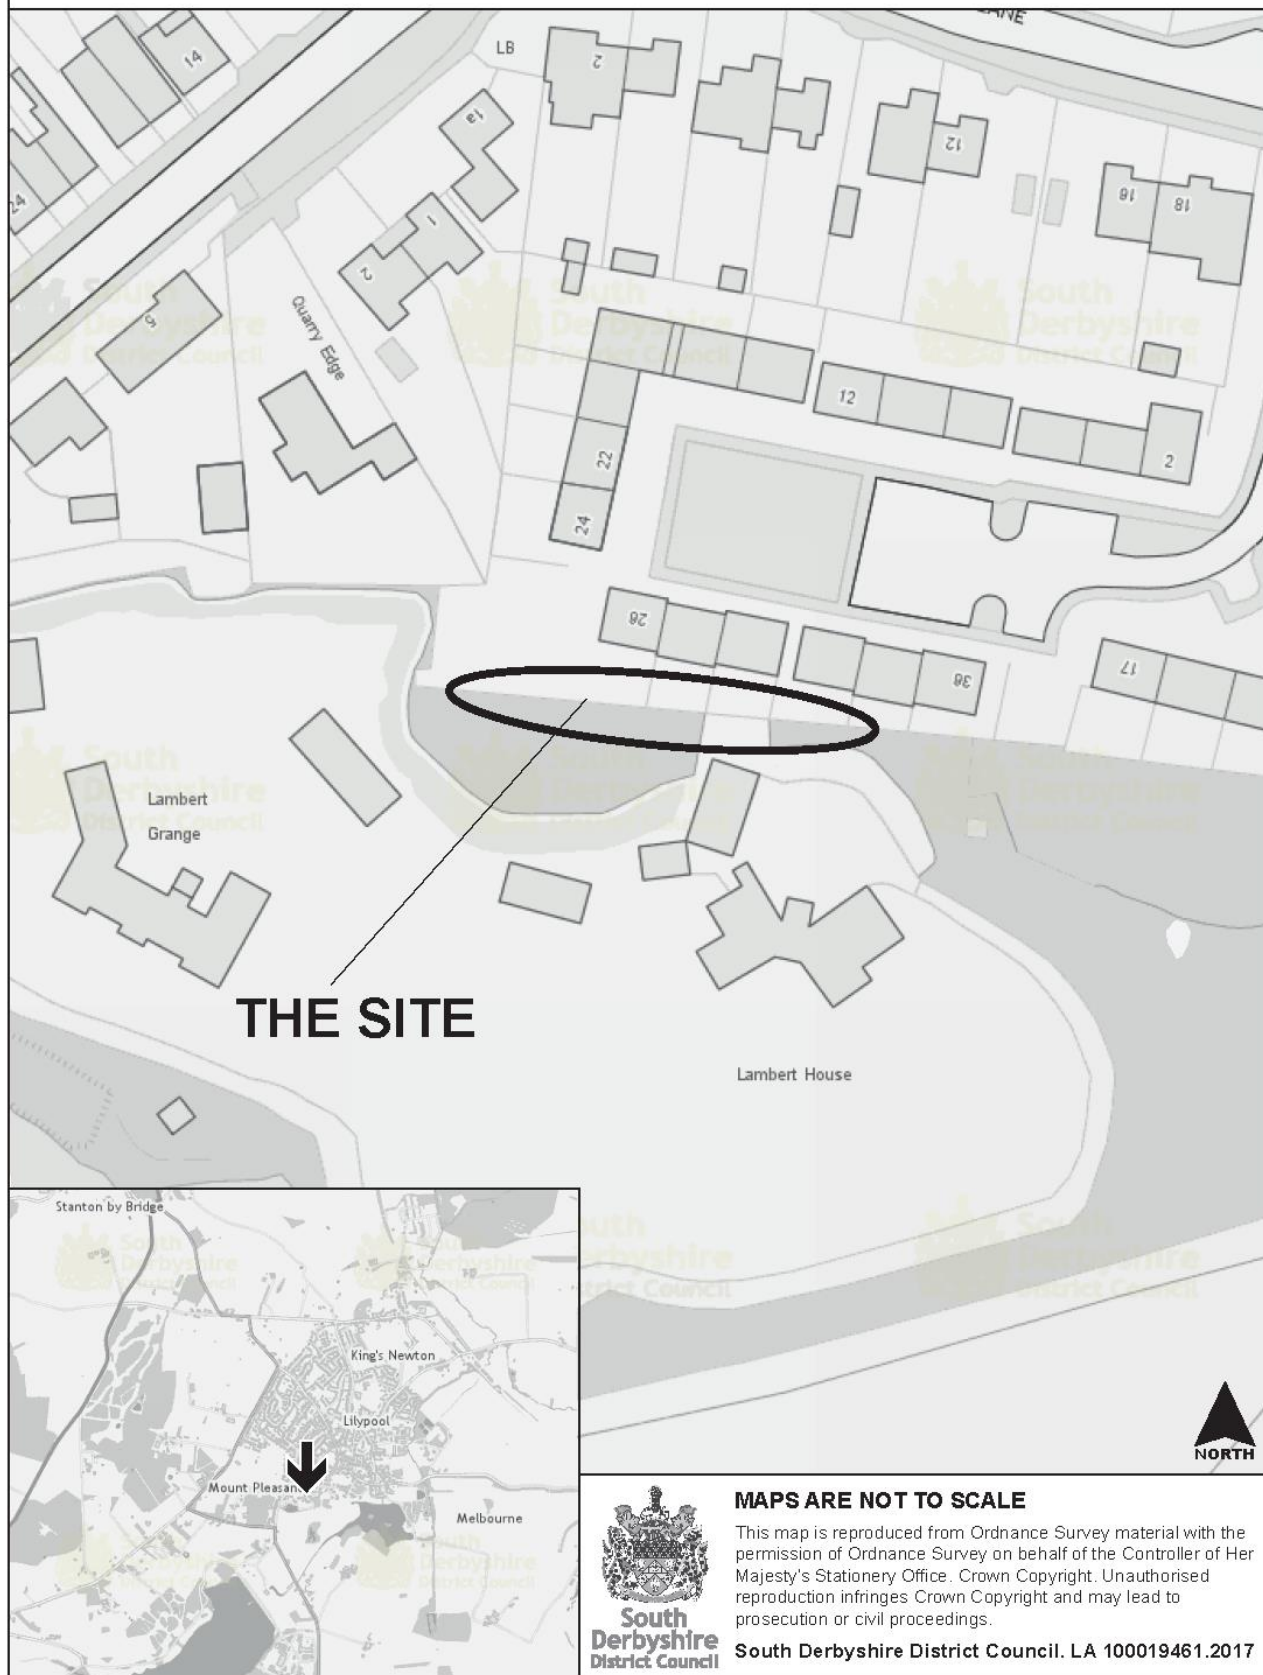 LANE
LB
2
14
1a
12
16
18
24
1
2
5
Quarry Edge
12
2
22
24
26
36
17
Lambert
Grange
THE SITE
Lambert House
Stanton by Bridge
King's Newton
Lilypool
Mount Pleasant
Melbourne
NORTH
South
Derbyshire
District Council
MAPS ARE NOT TO SCALE
This map is reproduced from Ordnance Survey material with the
permission of Ordnance Survey on behalf of the Controller of Her
Majesty's Stationery Office. Crown Copyright. Unauthorised
reproduction infringes Crown Copyright and may lead to
prosecution or civil proceedings.
South Derbyshire District Council. LA 100019461.2017